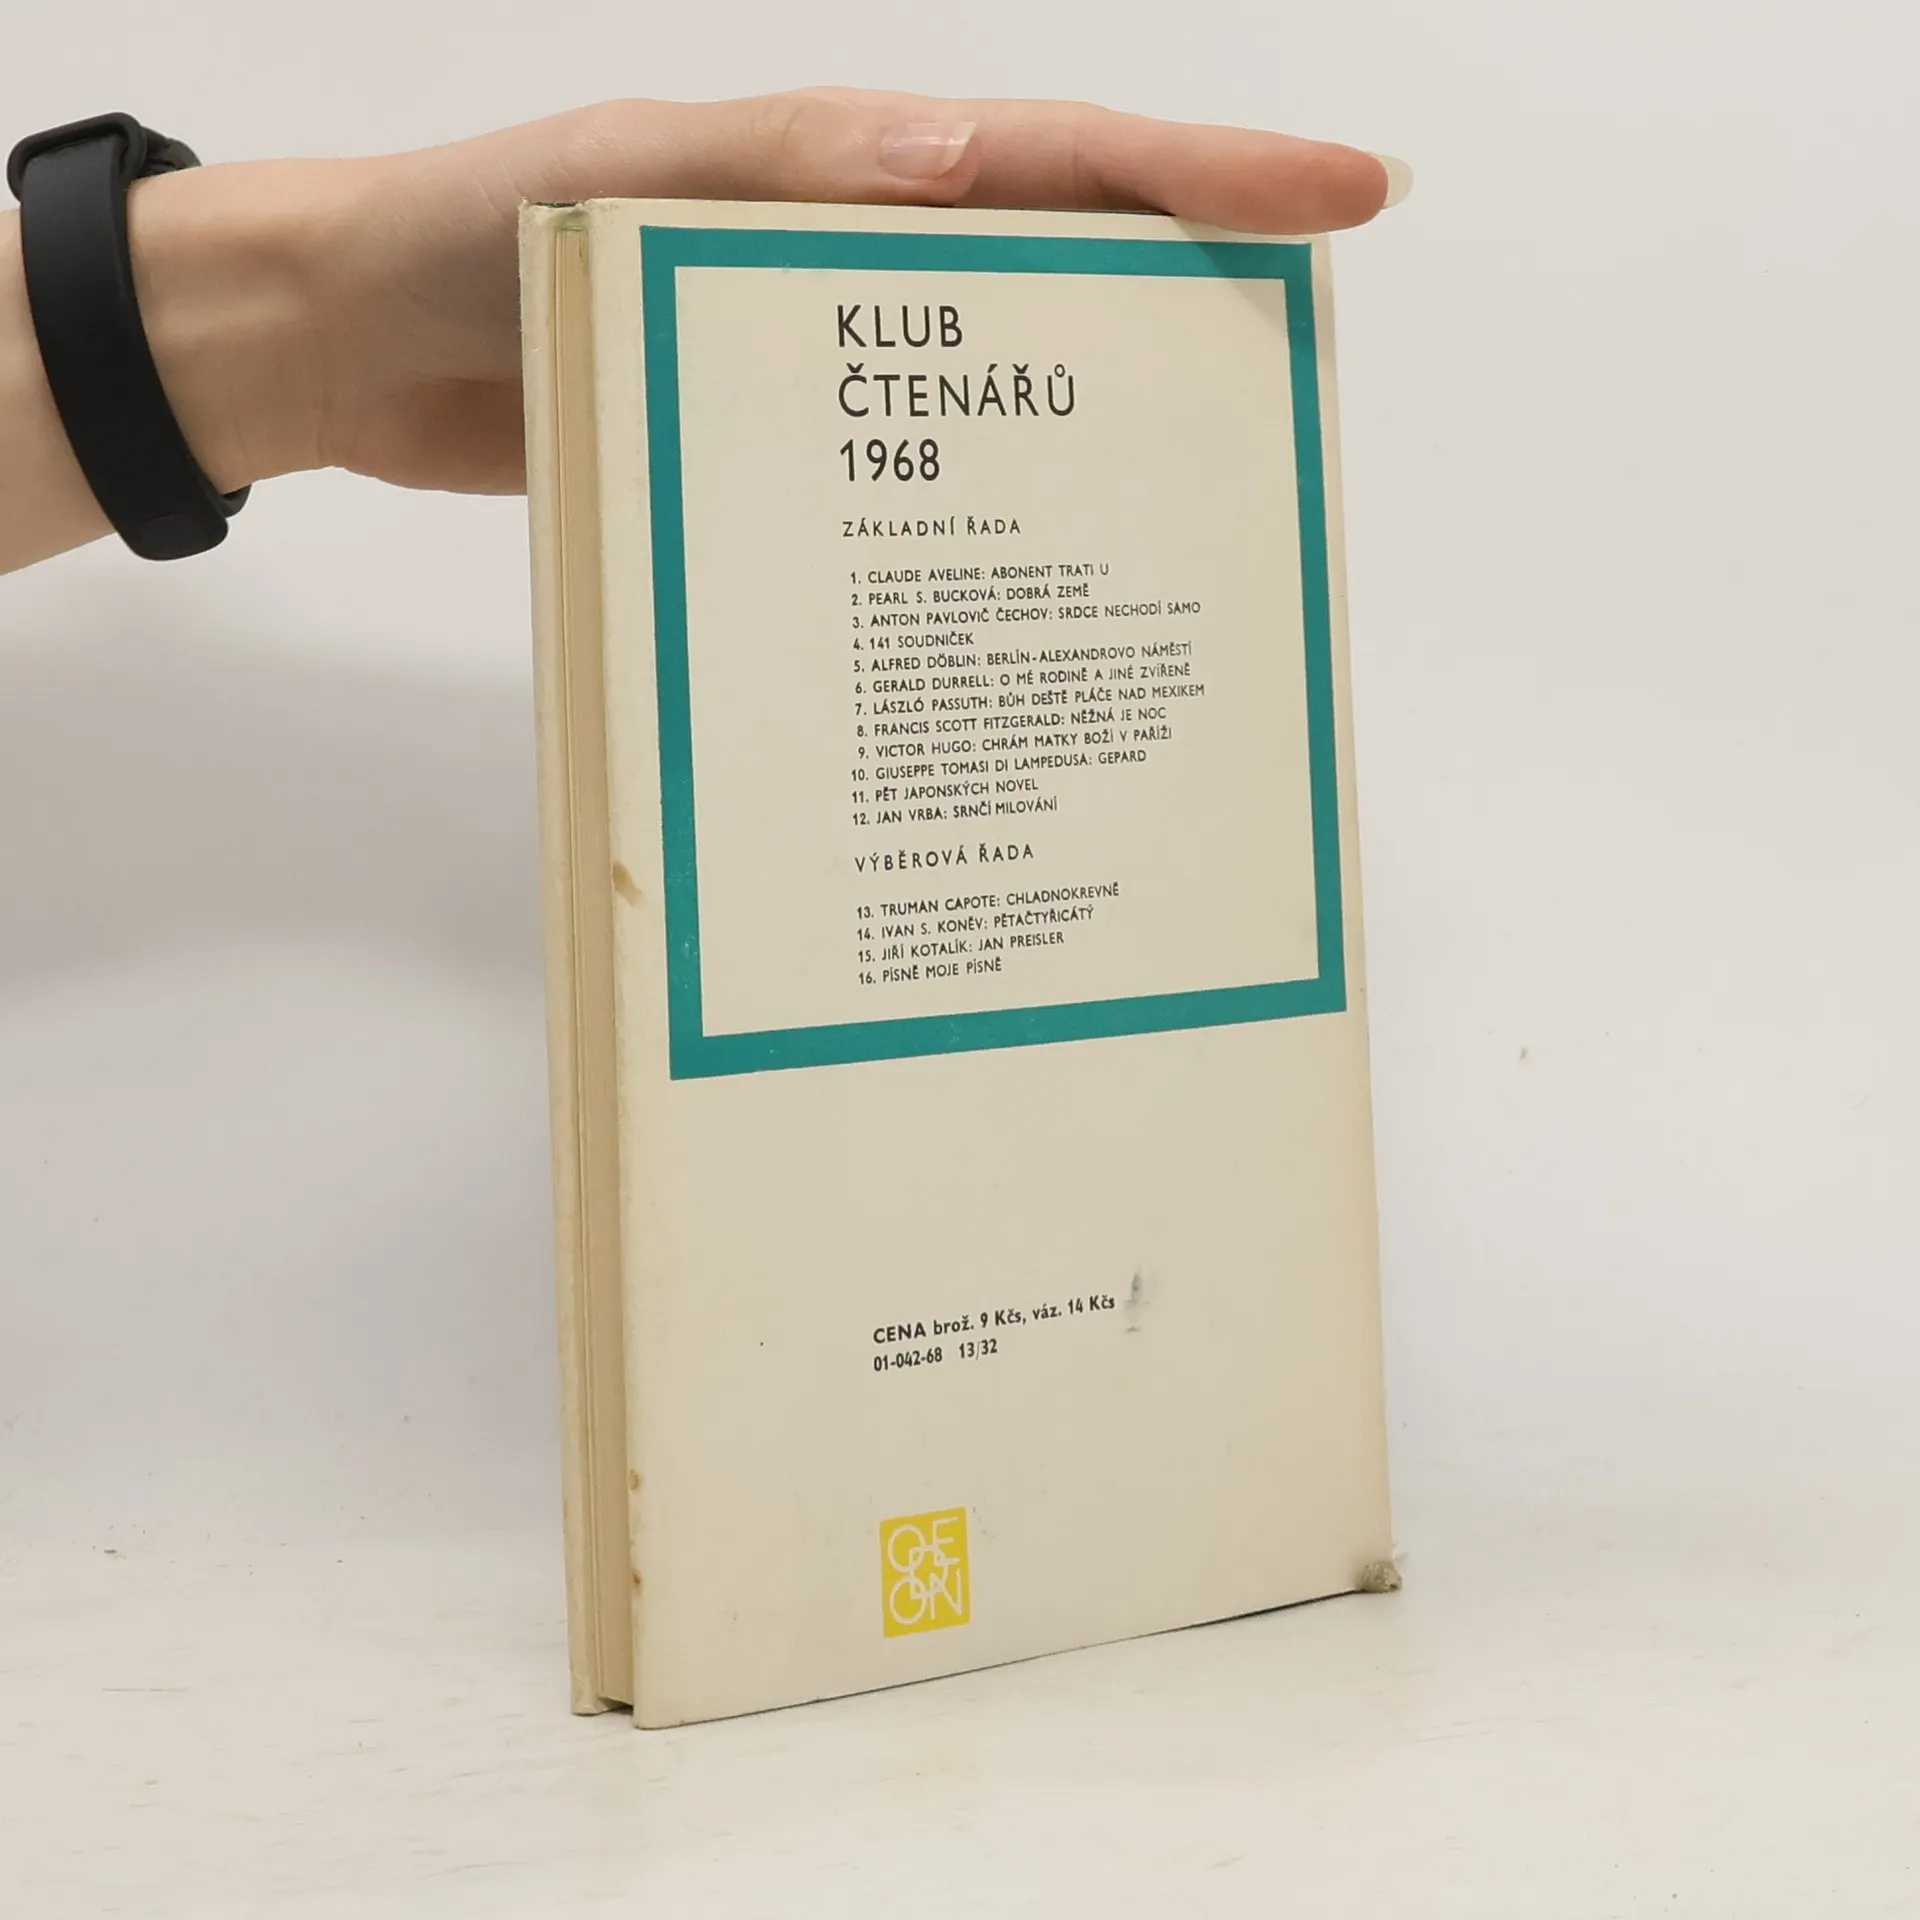 KLUB
ČTENÁŘŮ
1968
ZÁKLADNÍ ŘADA
1. CLAUDE AVELINE: ABONENT TRATI U
2. PEARL S. BUCKOVÁ: DOBRÁ ZEMĚ
3. ANTON PAVLOVIČ ČECHOV: SRDCE NECHODÍ SAMO
4. 141 SOUDNIČEK
5. ALFRED DÖBLIN: BERLÍN-ALEXANDROVO NÁMĚSTÍ
6. GERALD DURRELL: O MÉ RODINĚ A JINÉ ZVÍŘENĚ
7. LÁSZLÓ PASSUTH: BŮH DEŠTĚ PLÁČE NAD MEXIKEM
8. FRANCIS SCOTT FITZGERALD: NĚŽNÁ JE NOC
9. VICTOR HUGO: CHRÁM MATKY BOŽÍ V PAŘÍŽI
10. GIUSEPPE TOMASI DI LAMPEDUSA: GEPARD
11. PĚT JAPONSKÝCH NOVEL
12. JAN VRBA: SRNČÍ MILOVÁNÍ
VÝBĚROVÁ ŘADA
13. TRUMAN CAPOTE: CHLADNOKREVNĚ
14. IVAN S. KONĚV: PĚTAČTYŘICÁTÝ
15. JIŘÍ KOTALÍK: JAN PREISLER
16. PÍSNĚ MOJE PÍSNĚ
CENA brož. 9 Kčs, váz. 14 Kčs
01-042-68 13/32
ODEON